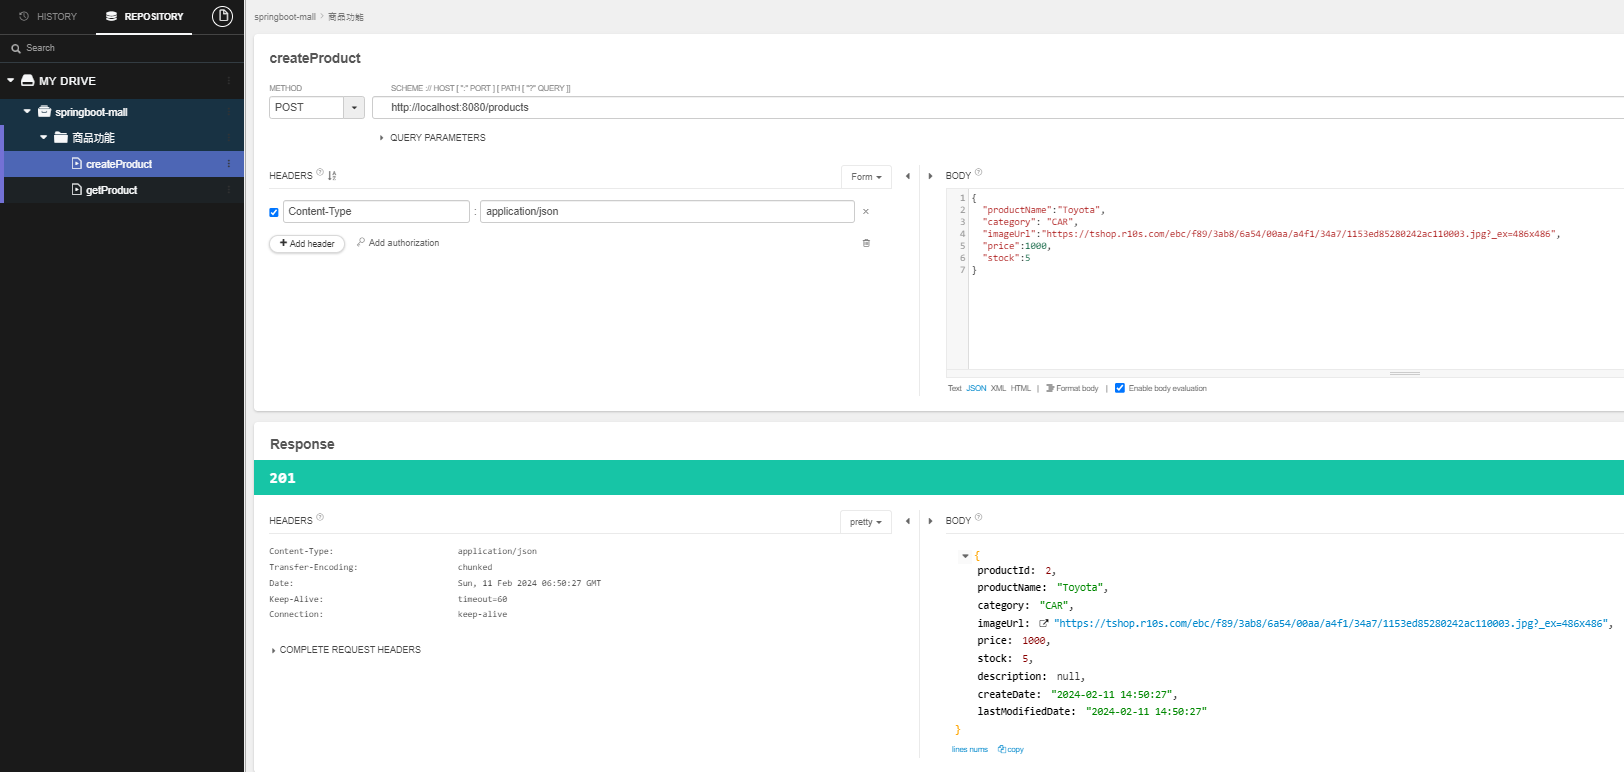 HISTORY
REPOSITORY
Search
MY DRIVE
springboot-mall
商品功能
createProduct
getProduct
springboot-mall > 商品功能
createProduct
METHOD
SCHEME :// HOST [ ":" PORT ] [ PATH [ "?" QUERY ]]
POST
http://localhost:8080/products
QUERY PARAMETERS
HEADERS
Form
Content-Type : application/json ×
+ Add header
Add authorization
BODY
1 {
2 "productName":"Toyota",
3 "category": "CAR",
4 "imageUrl":"https://tshop.r10s.com/ebc/f89/3ab8/6a54/00aa/a4f1/34a7/1153ed85280242ac110003.jpg?_ex=486x486",
5 "price":1000,
6 "stock":5
7 }
Text JSON XML HTML | Format body | Enable body evaluation
Response
201
HEADERS
pretty
Content-Type: application/json
Transfer-Encoding: chunked
Date: Sun, 11 Feb 2024 06:50:27 GMT
Keep-Alive: timeout=60
Connection: keep-alive
COMPLETE REQUEST HEADERS
BODY
{
productId: 2,
productName: "Toyota",
category: "CAR",
imageUrl: "https://tshop.r10s.com/ebc/f89/3ab8/6a54/00aa/a4f1/34a7/1153ed85280242ac110003.jpg?_ex=486x486",
price: 1000,
stock: 5,
description: null,
createDate: "2024-02-11 14:50:27",
lastModifiedDate: "2024-02-11 14:50:27"
}
lines nums copy